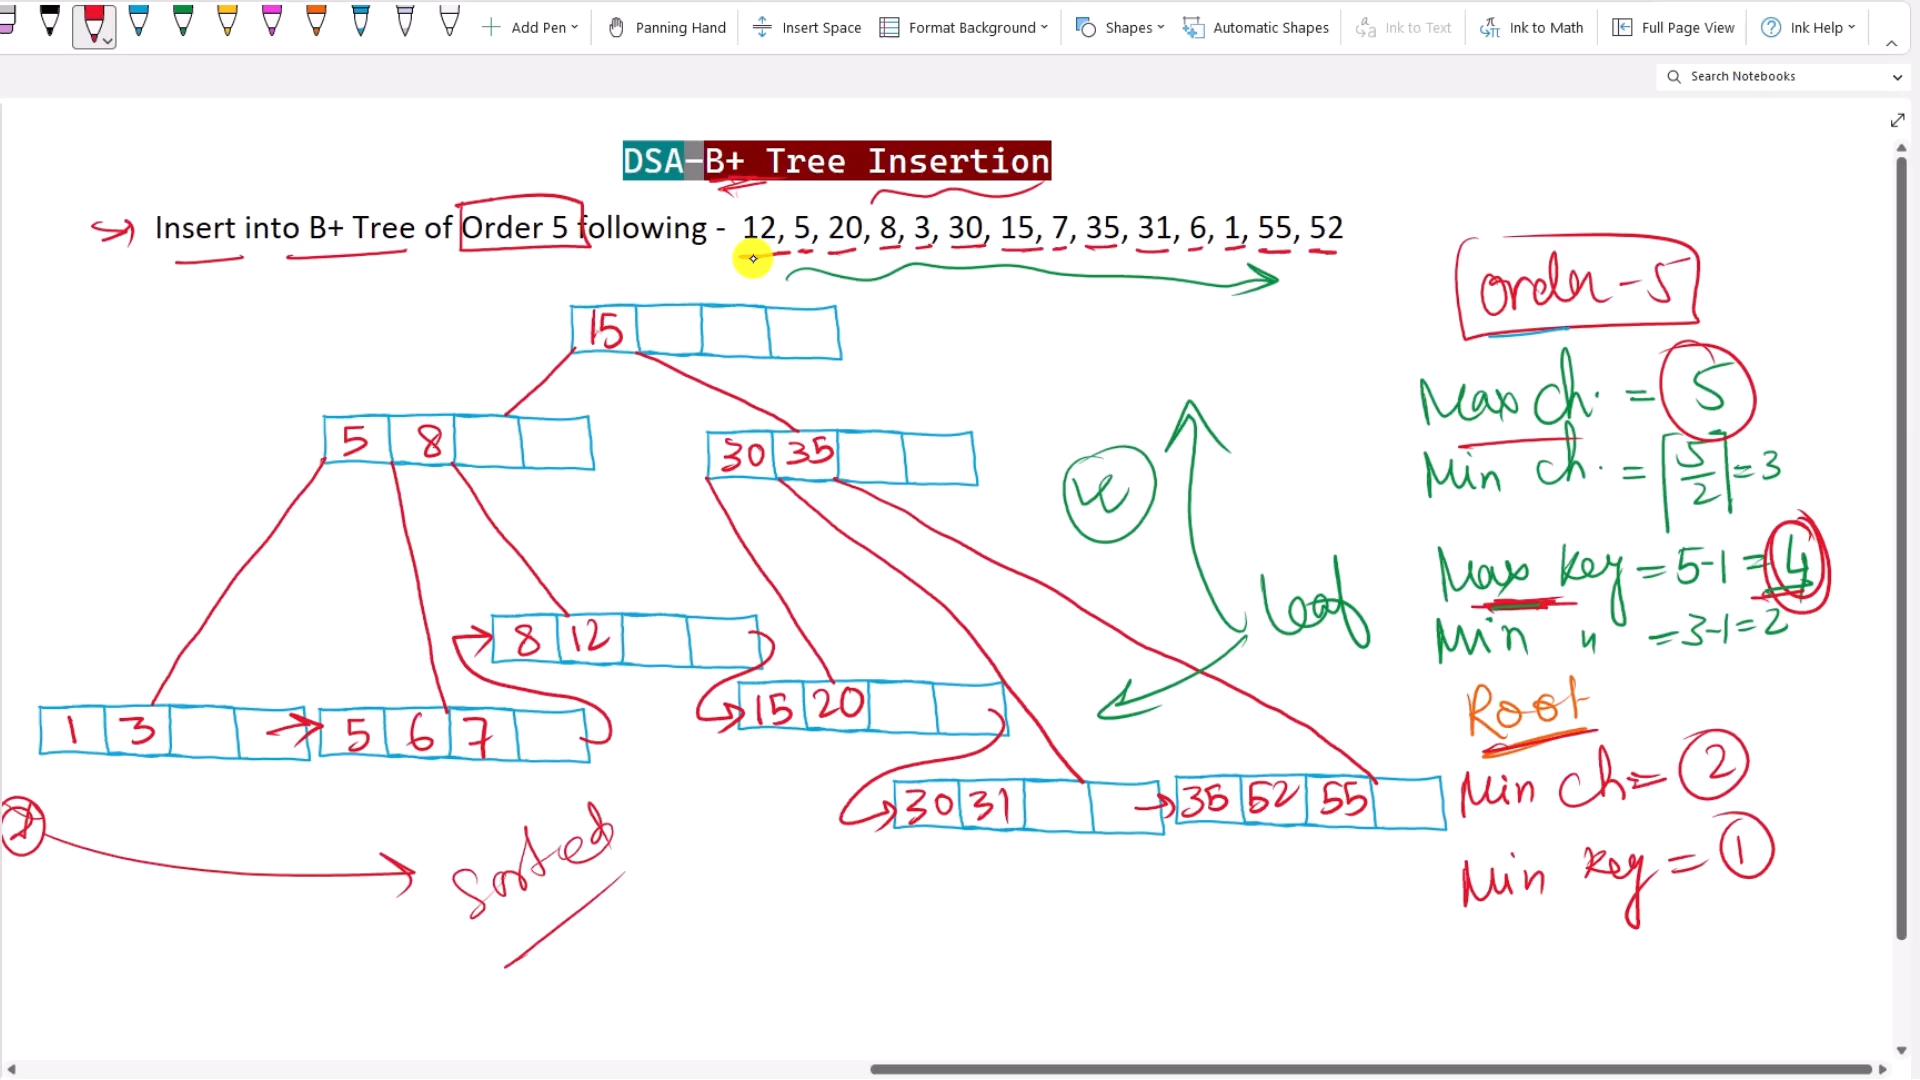 Add Pen Panning Hand Insert Space Format Background Shapes Automatic Shapes Ink to Text Ink to Math Full Page View Ink Help
Search Notebooks
DSA-B+ Tree Insertion
Insert into B+ Tree of Order 5 following - 12, 5, 20, 8, 3, 30, 15, 7, 35, 31, 6, 1, 55, 52
order-5
15
Max ch. = 5
5 8
30 35
Min ch. = ⌈5/2⌉ = 3
Max key = 5-1 = 4
leaf
8 12
Min " = 3-1 = 2
15 20
Root
1 3
5 6 7
Min ch = 2
30 31
35 52 55
Sorted
Min key = 1